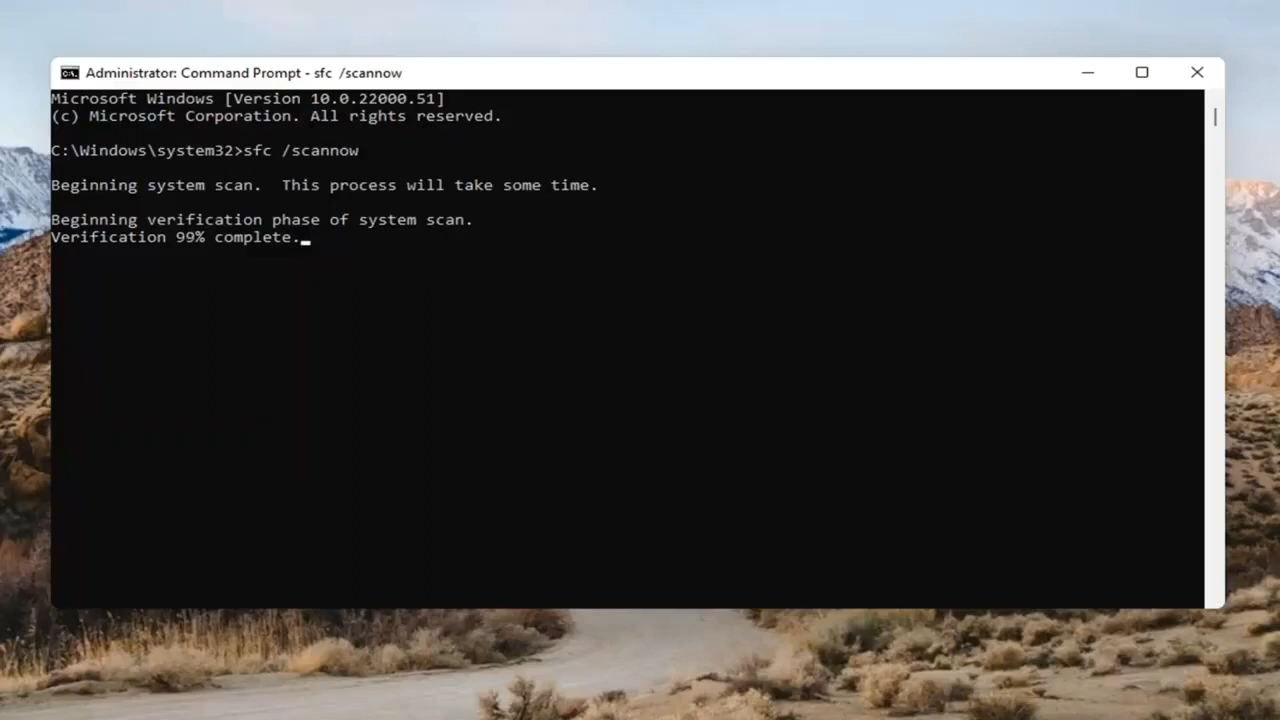 Administrator: Command Prompt - sfc  /scannow
Microsoft Windows [Version 10.0.22000.51]
(c) Microsoft Corporation. All rights reserved.
C:\Windows\system32>sfc /scannow
Beginning system scan.  This process will take some time.
Beginning verification phase of system scan.
Verification 99% complete.